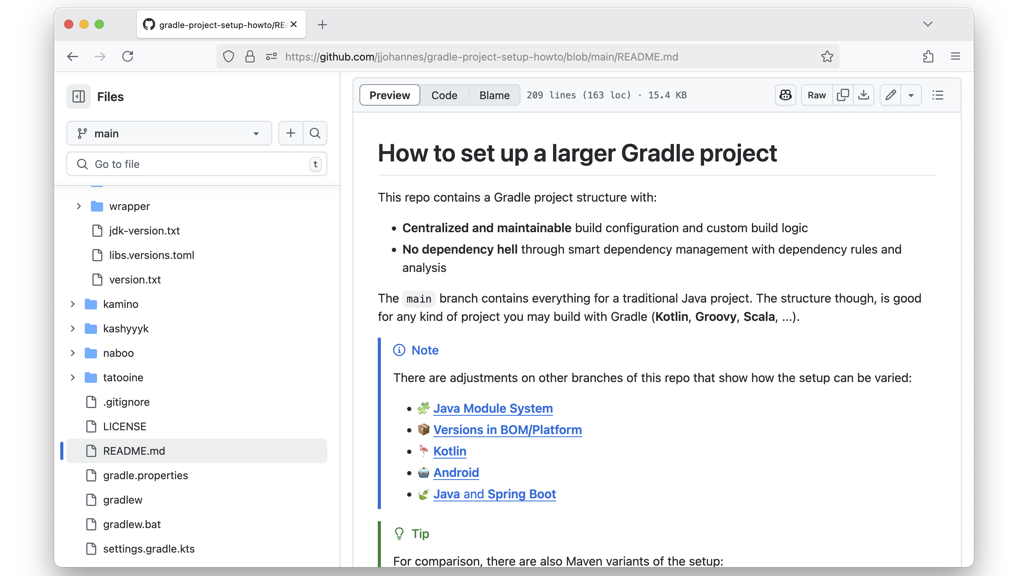 gradle-project-setup-howto/RE
https://github.com/jjohannes/gradle-project-setup-howto/blob/main/README.md
Files
main
Go to file
t
wrapper
jdk-version.txt
libs.versions.toml
version.txt
kamino
kashyyyk
naboo
tatooine
.gitignore
LICENSE
README.md
gradle.properties
gradlew
gradlew.bat
settings.gradle.kts
Preview Code Blame 209 lines (163 loc) · 15.4 KB Raw
How to set up a larger Gradle project
This repo contains a Gradle project structure with:
• Centralized and maintainable build configuration and custom build logic
• No dependency hell through smart dependency management with dependency rules and
analysis
The main branch contains everything for a traditional Java project. The structure though, is good
for any kind of project you may build with Gradle (Kotlin, Groovy, Scala, ...).
Note
There are adjustments on other branches of this repo that show how the setup can be varied:
• 🧩 Java Module System
• 📦 Versions in BOM/Platform
• 🦩 Kotlin
• 🤖 Android
• 🍃 Java and Spring Boot
Tip
For comparison, there are also Maven variants of the setup: